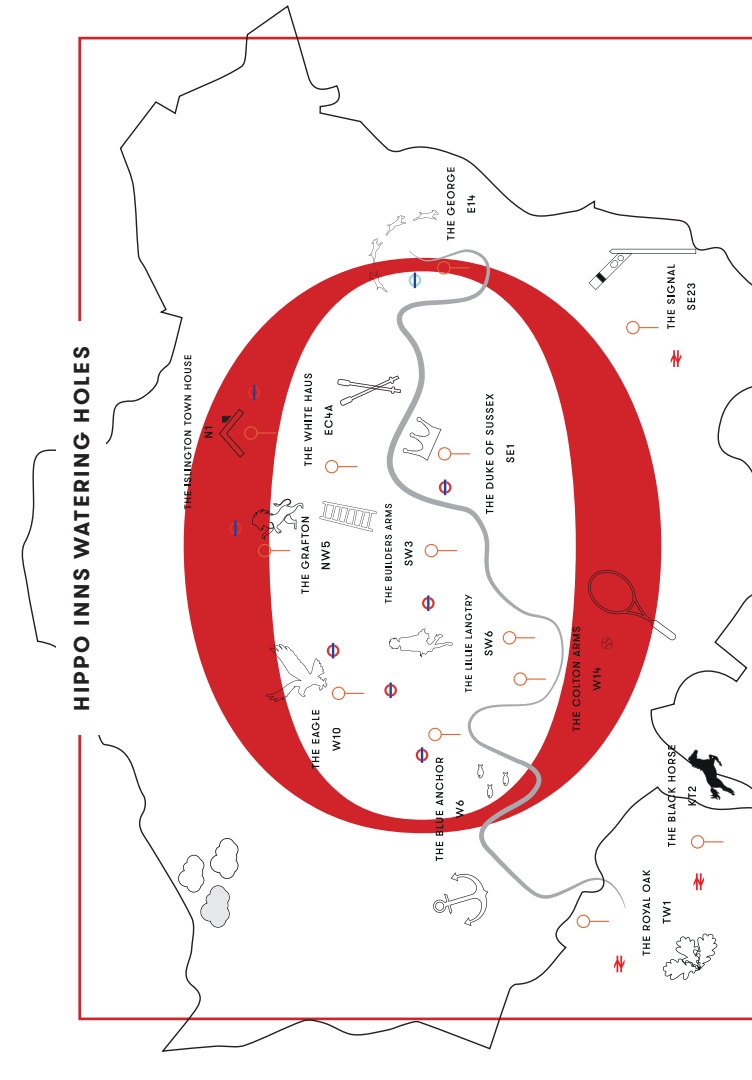 HIPPO INNS WATERING HOLES
THE ISLINGTON TOWN HOUSE
N1
THE GRAFTON
NW5
THE WHITE HAUS
EC4A
THE EAGLE
W10
THE BUILDERS ARMS
SW3
THE GEORGE
E14
THE BLUE ANCHOR
W6
THE LILLIE LANGTRY
SW6
THE DUKE OF SUSSEX
SE1
THE COLTON ARMS
W14
THE ROYAL OAK
TW1
THE BLACK HORSE
KT2
THE SIGNAL
SE23